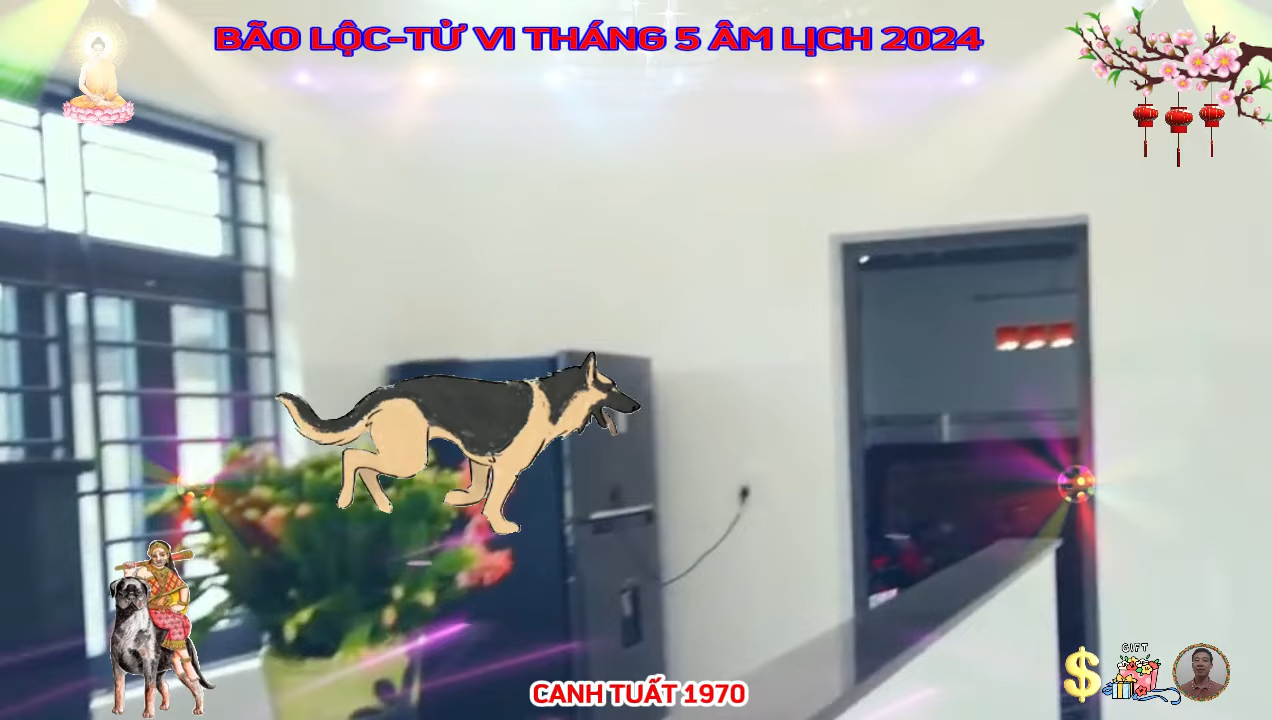 BÃO LỘC-TỬ VI THÁNG 5 ÂM LỊCH 2024
GIFT
$
CANH TUẤT 1970